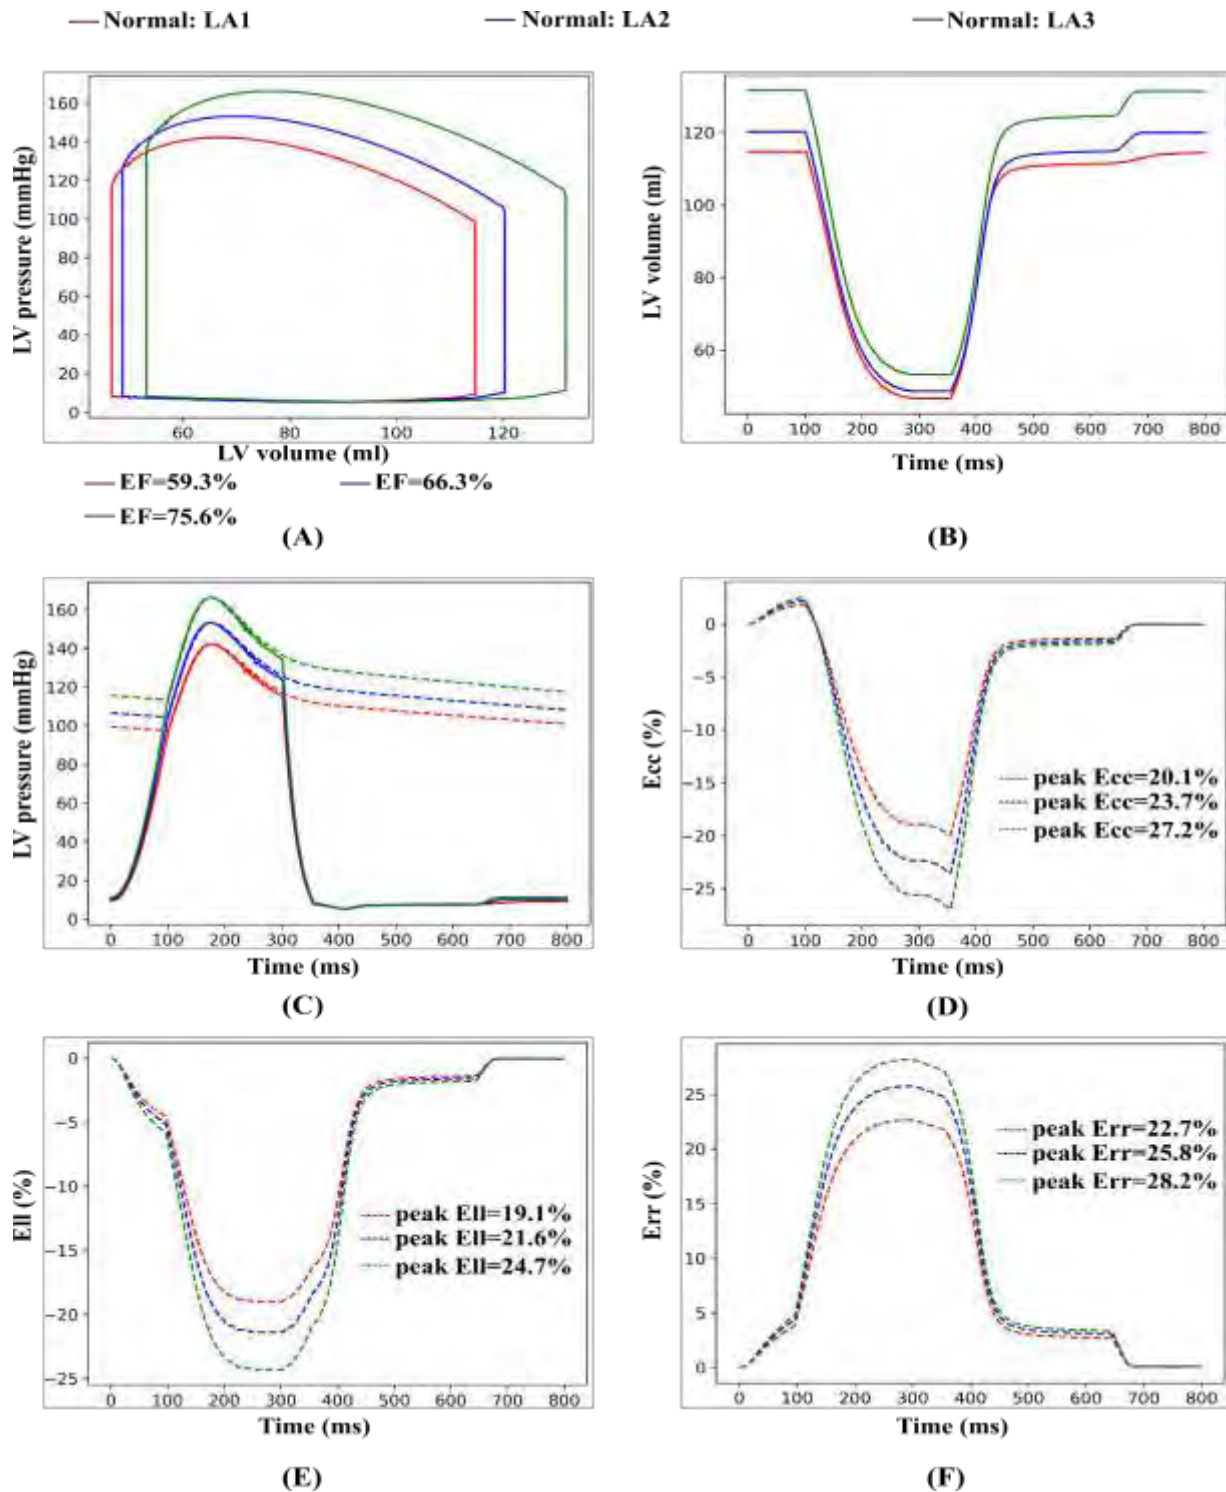 Normal: LA1 Normal: LA2 Normal: LA3
160
140
120
100
80
60
40
20
0
LV pressure (mmHg)
60 80 100 120
LV volume (ml)
EF=59.3% EF=66.3%
EF=75.6%
(A)
120
100
80
60
LV volume (ml)
0 100 200 300 400 500 600 700 800
Time (ms)
(B)
160
140
120
100
80
60
40
20
0
LV pressure (mmHg)
0 100 200 300 400 500 600 700 800
Time (ms)
(C)
0
−5
−10
−15
−20
−25
Ecc (%)
peak Ecc=20.1%
peak Ecc=23.7%
peak Ecc=27.2%
0 100 200 300 400 500 600 700 800
Time (ms)
(D)
0
−5
−10
−15
−20
−25
Ell (%)
peak Ell=19.1%
peak Ell=21.6%
peak Ell=24.7%
0 100 200 300 400 500 600 700 800
Time (ms)
(E)
25
20
15
10
5
0
Err (%)
peak Err=22.7%
peak Err=25.8%
peak Err=28.2%
0 100 200 300 400 500 600 700 800
Time (ms)
(F)